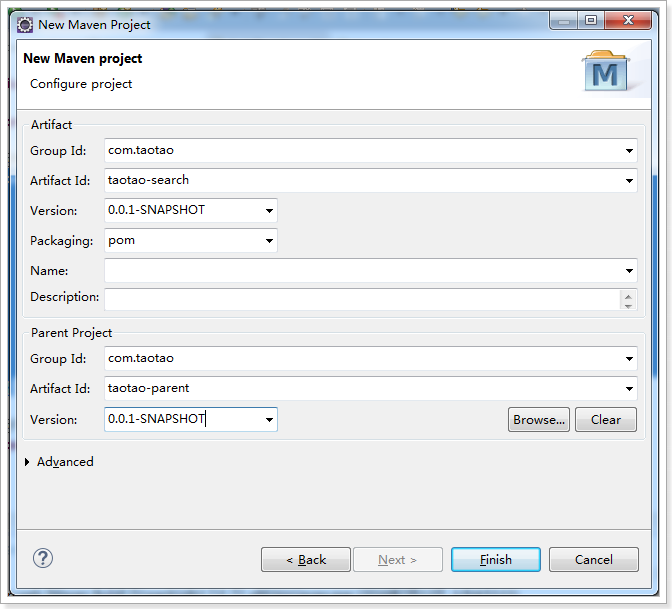 New Maven Project
New Maven project
Configure project
M
Artifact
Group Id: com.taotao
Artifact Id: taotao-search
Version: 0.0.1-SNAPSHOT
Packaging: pom
Name:
Description:
Parent Project
Group Id: com.taotao
Artifact Id: taotao-parent
Version: 0.0.1-SNAPSHOT Browse... Clear
Advanced
? < Back Next > Finish Cancel